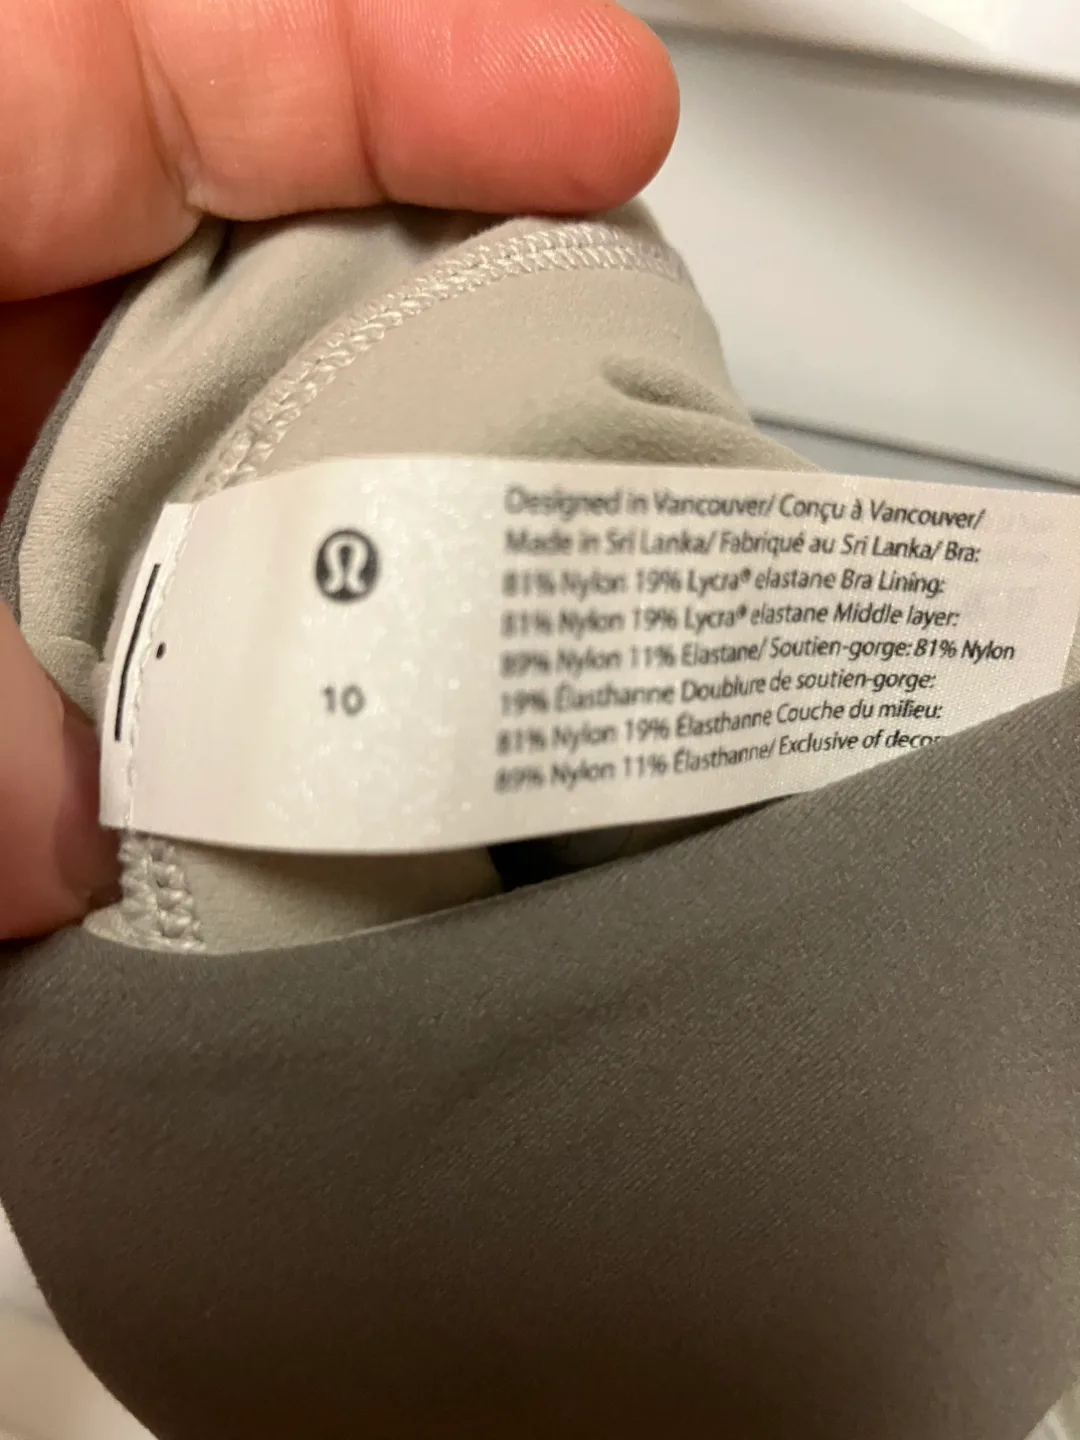 10
Designed in Vancouver/ Conçu à Vancouver/
Made in Sri Lanka/ Fabriqué au Sri Lanka/ Bra:
81% Nylon 19% Lycra® elastane Bra Lining:
81% Nylon 19% Lycra® elastane Middle layer:
89% Nylon 11% Elastane/ Soutien-gorge: 81% Nylon
19% Élasthanne Doublure de soutien-gorge:
81% Nylon 19% Élasthanne Couche du milieu:
89% Nylon 11% Élasthanne/ Exclusive of